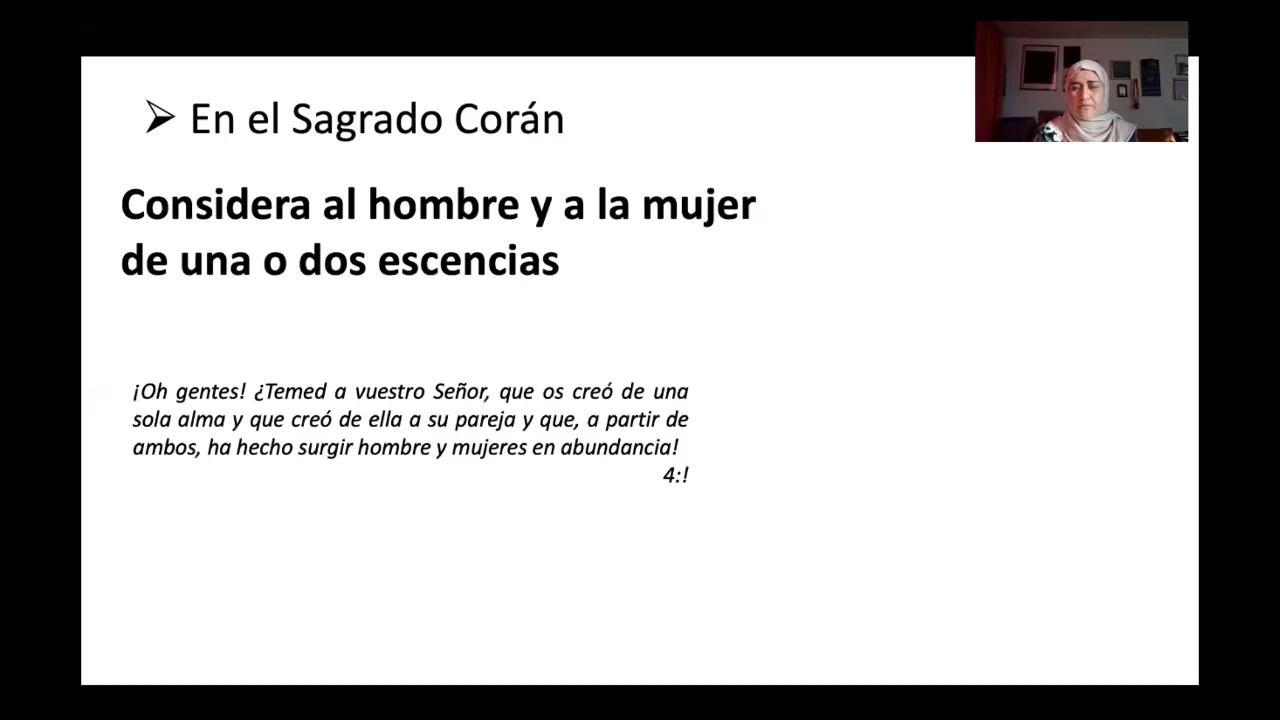 En el Sagrado Corán
Considera al hombre y a la mujer
de una o dos escencias
¡Oh gentes! ¿Temed a vuestro Señor, que os creó de una
sola alma y que creó de ella a su pareja y que, a partir de
ambos, ha hecho surgir hombre y mujeres en abundancia!
4:!